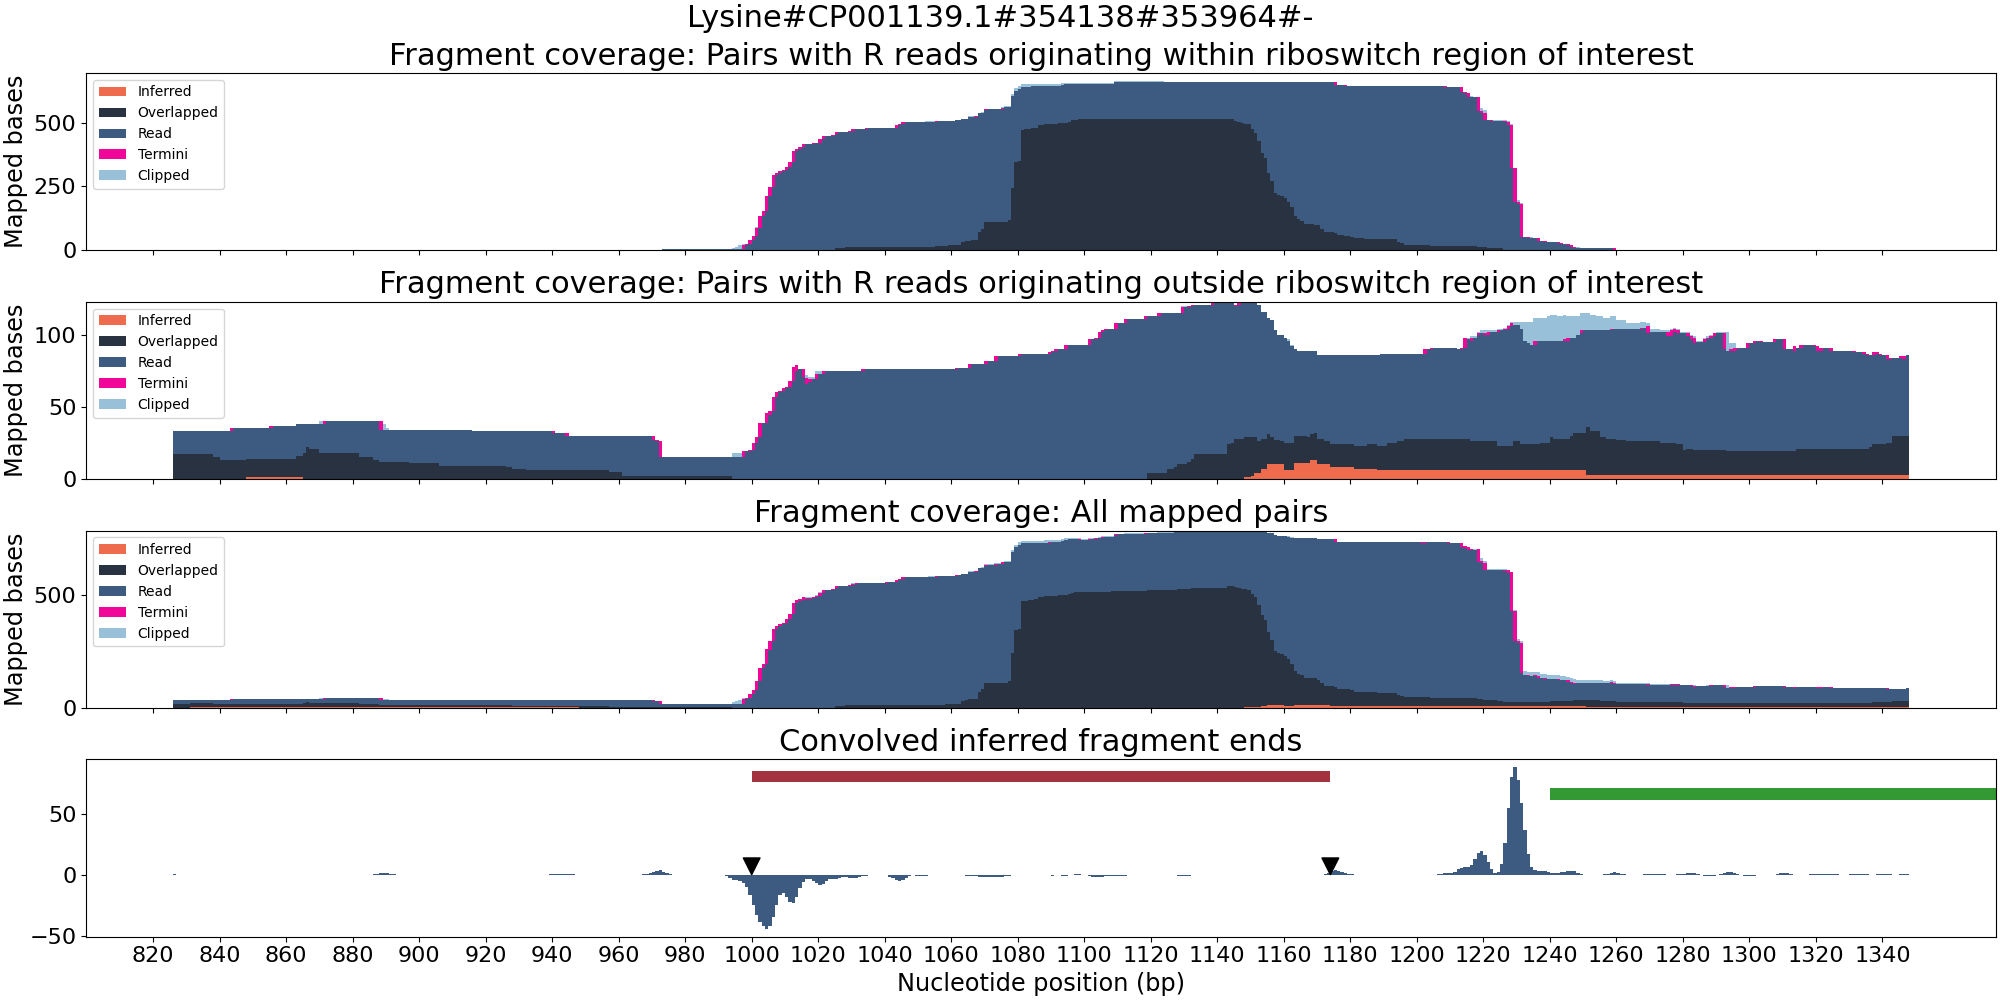 Lysine#CP001139.1#354138#353964#-
Fragment coverage: Pairs with R reads originating within riboswitch region of interest
Mapped bases
500
250
0
Inferred
Overlapped
Read
Termini
Clipped
Fragment coverage: Pairs with R reads originating outside riboswitch region of interest
Mapped bases
100
50
0
Inferred
Overlapped
Read
Termini
Clipped
Fragment coverage: All mapped pairs
Mapped bases
500
0
Inferred
Overlapped
Read
Termini
Clipped
Convolved inferred fragment ends
50
0
−50
820 840 860 880 900 920 940 960 980 1000 1020 1040 1060 1080 1100 1120 1140 1160 1180 1200 1220 1240 1260 1280 1300 1320 1340
Nucleotide position (bp)